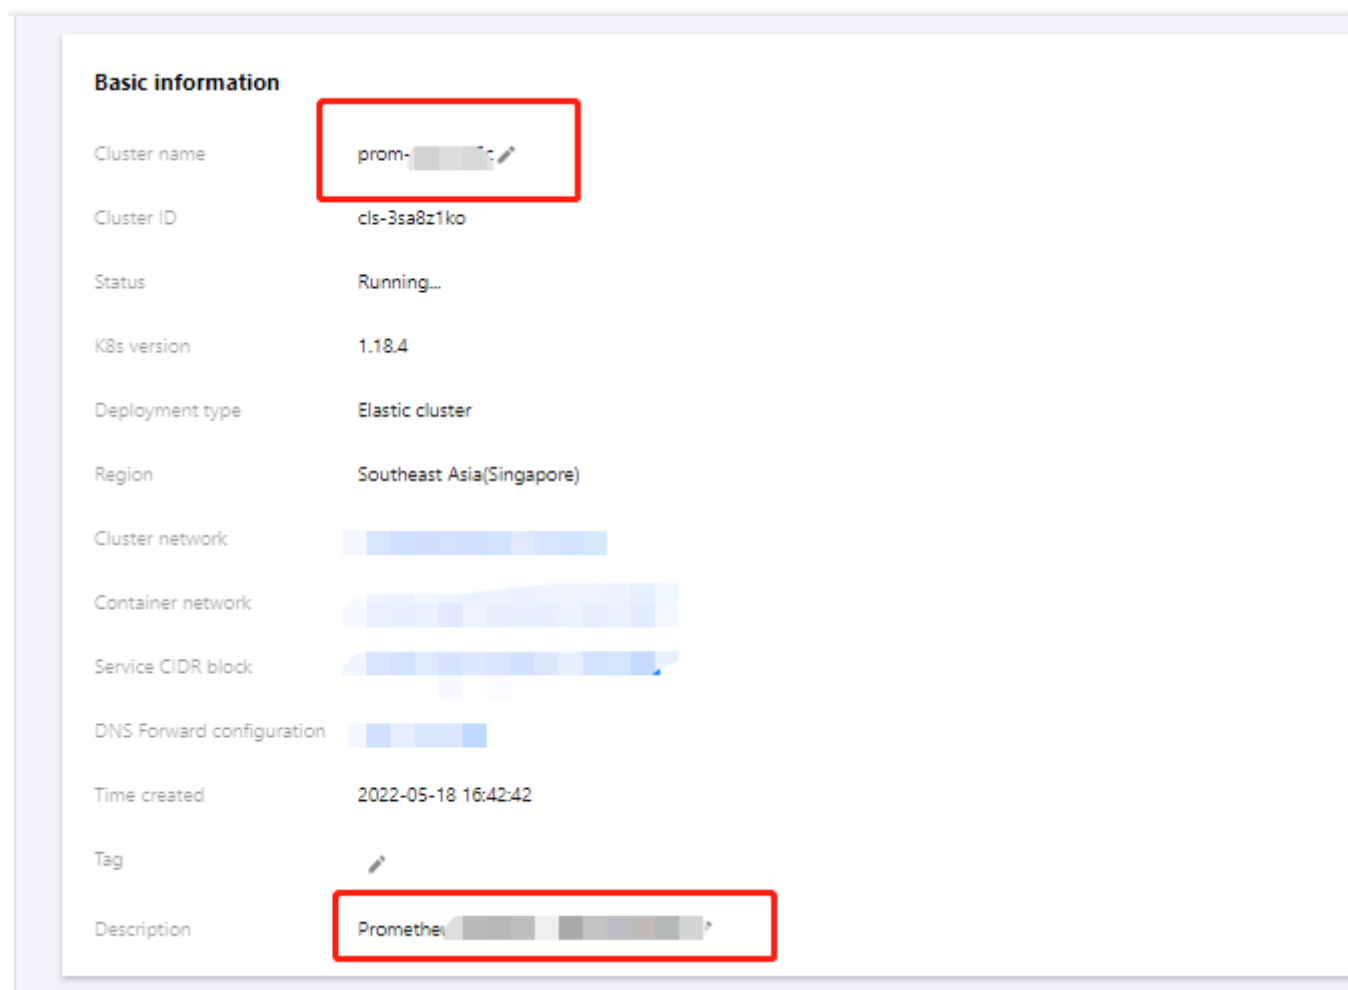 Basic information
Cluster name prom-
Cluster ID cls-3sa8z1ko
Status Running...
K8s version 1.18.4
Deployment type Elastic cluster
Region Southeast Asia(Singapore)
Cluster network
Container network
Service CIDR block
DNS Forward configuration
Time created 2022-05-18 16:42:42
Tag
Description